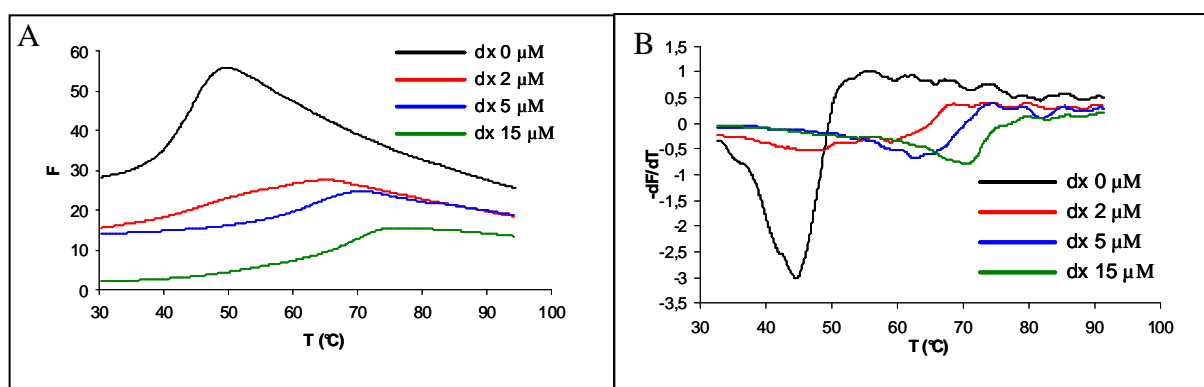 A
F
60
50
40
30
20
10
0
30 40 50 60 70 80 90 100
T (°C)
dx 0 µM
dx 2 µM
dx 5 µM
dx 15 µM
B
-dF/dT
1,5
1
0,5
0
-0,5
-1
-1,5
-2
-2,5
-3
-3,5
30 40 50 60 70 80 90 100
T (°C)
dx 0 µM
dx 2 µM
dx 5 µM
dx 15 µM